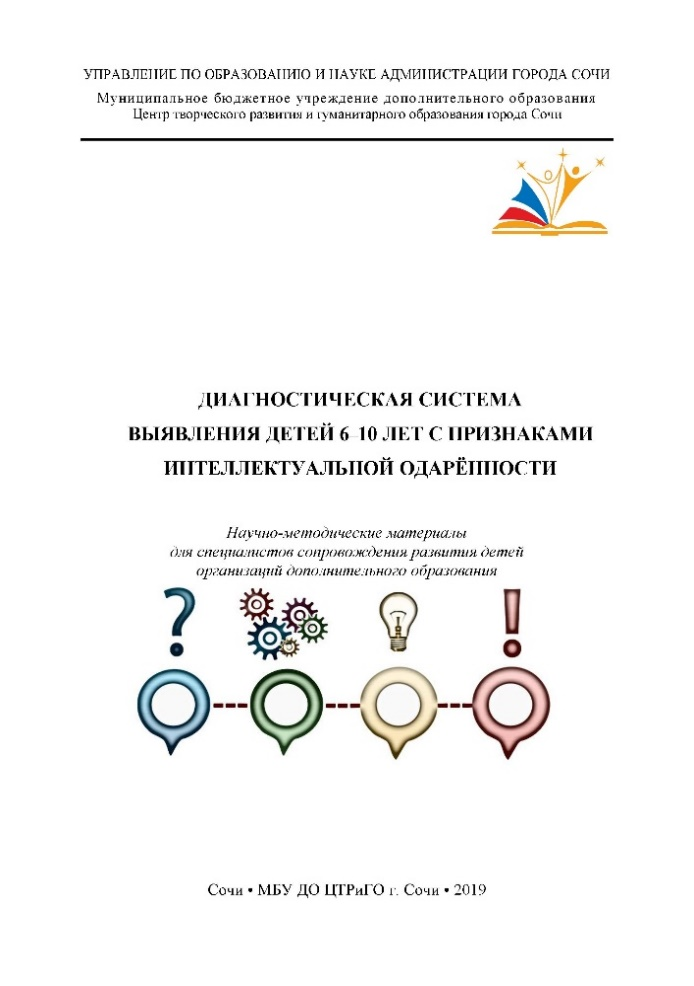 УПРАВЛЕНИЕ ПО ОБРАЗОВАНИЮ И НАУКЕ АДМИНИСТРАЦИИ ГОРОДА СОЧИ
Муниципальное бюджетное учреждение дополнительного образования
Центр творческого развития и гуманитарного образования города Сочи
ДИАГНОСТИЧЕСКАЯ СИСТЕМА
ВЫЯВЛЕНИЯ ДЕТЕЙ 6–10 ЛЕТ С ПРИЗНАКАМИ
ИНТЕЛЛЕКТУАЛЬНОЙ ОДАРЁННОСТИ
Научно-методические материалы
для специалистов сопровождения развития детей
организаций дополнительного образования
? !
Сочи • МБУ ДО ЦТРиГО г. Сочи • 2019